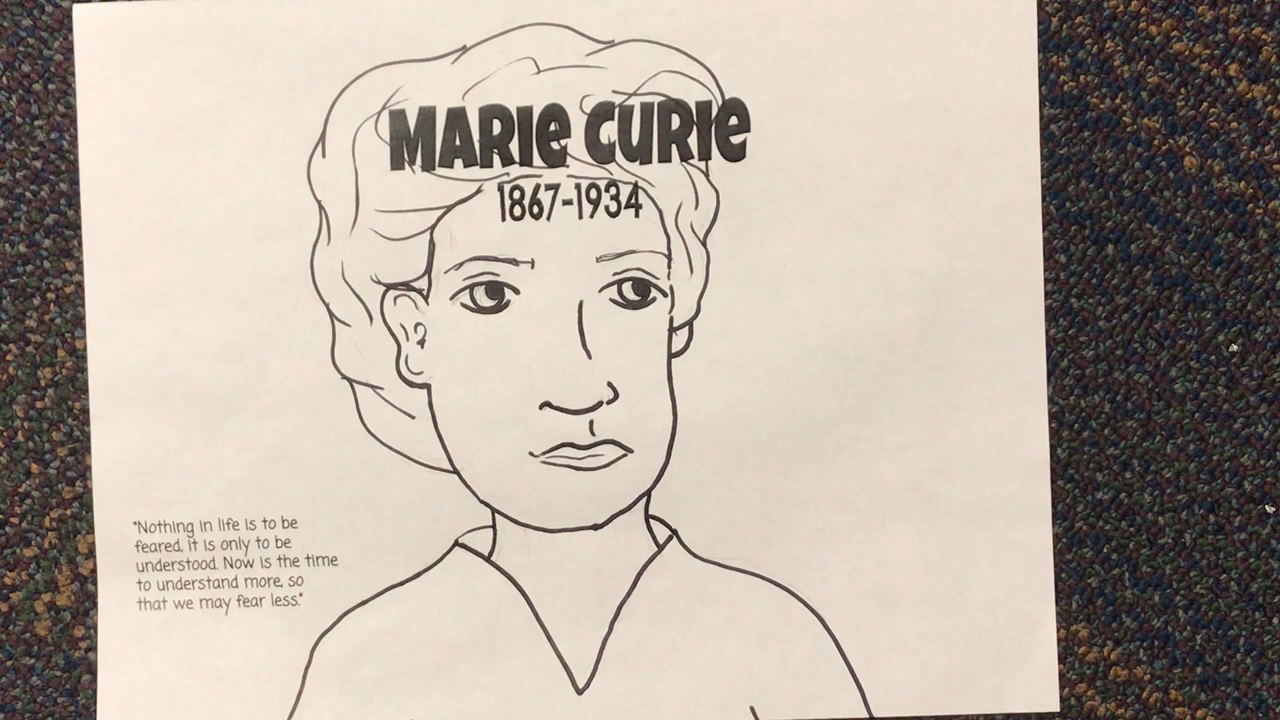 MARIE CURIE
1867-1934
"Nothing in life is to be
feared, it is only to be
understood. Now is the time
to understand more, so
that we may fear less."